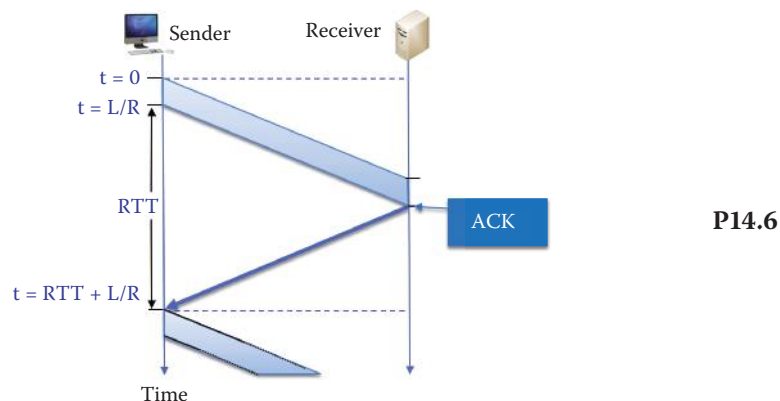 Sender
Receiver
t = 0
t = L/R
RTT
ACK
P14.6
t = RTT + L/R
Time